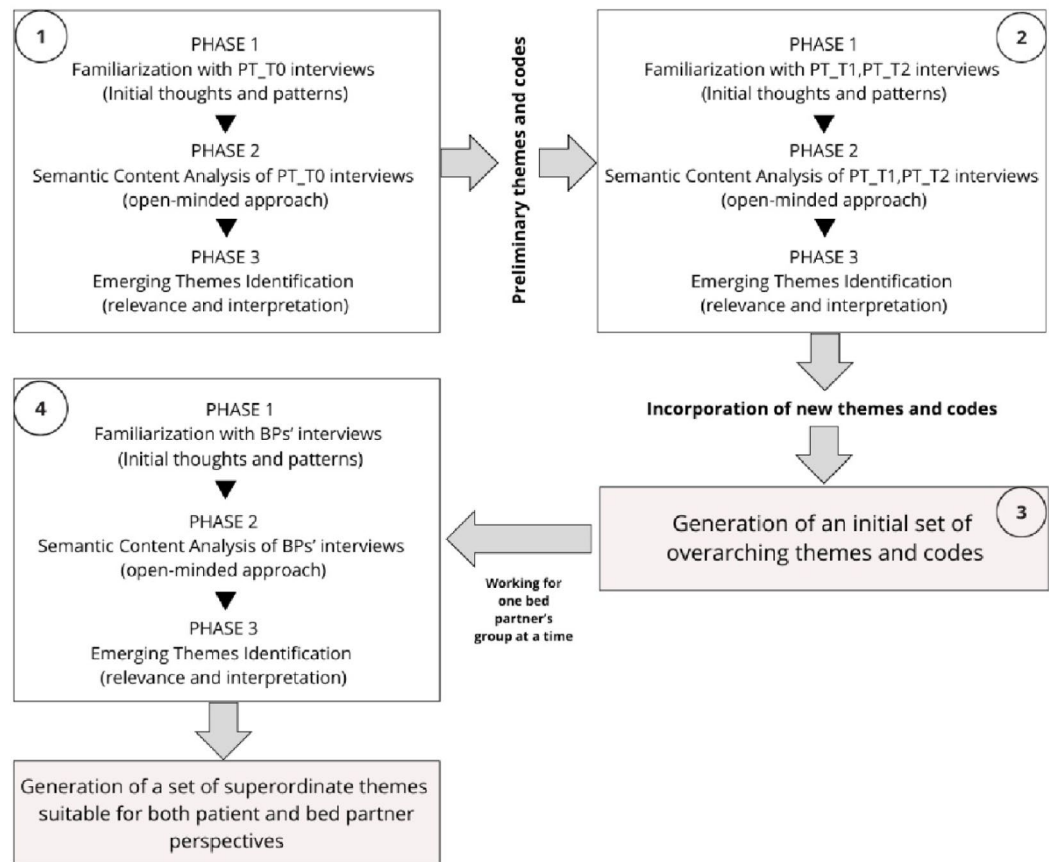 1
PHASE 1
Familiarization with PT_T0 interviews
(Initial thoughts and patterns)
PHASE 2
Semantic Content Analysis of PT_T0 interviews
(open-minded approach)
PHASE 3
Emerging Themes Identification
(relevance and interpretation)
Preliminary themes and codes
2
PHASE 1
Familiarization with PT_T1,PT_T2 interviews
(Initial thoughts and patterns)
PHASE 2
Semantic Content Analysis of PT_T1,PT_T2 interviews
(open-minded approach)
PHASE 3
Emerging Themes Identification
(relevance and interpretation)
Incorporation of new themes and codes
3
Generation of an initial set of
overarching themes and codes
Working for
one bed
partner's
group at a time
4
PHASE 1
Familiarization with BPs' interviews
(Initial thoughts and patterns)
PHASE 2
Semantic Content Analysis of BPs' interviews
(open-minded approach)
PHASE 3
Emerging Themes Identification
(relevance and interpretation)
Generation of a set of superordinate themes
suitable for both patient and bed partner
perspectives